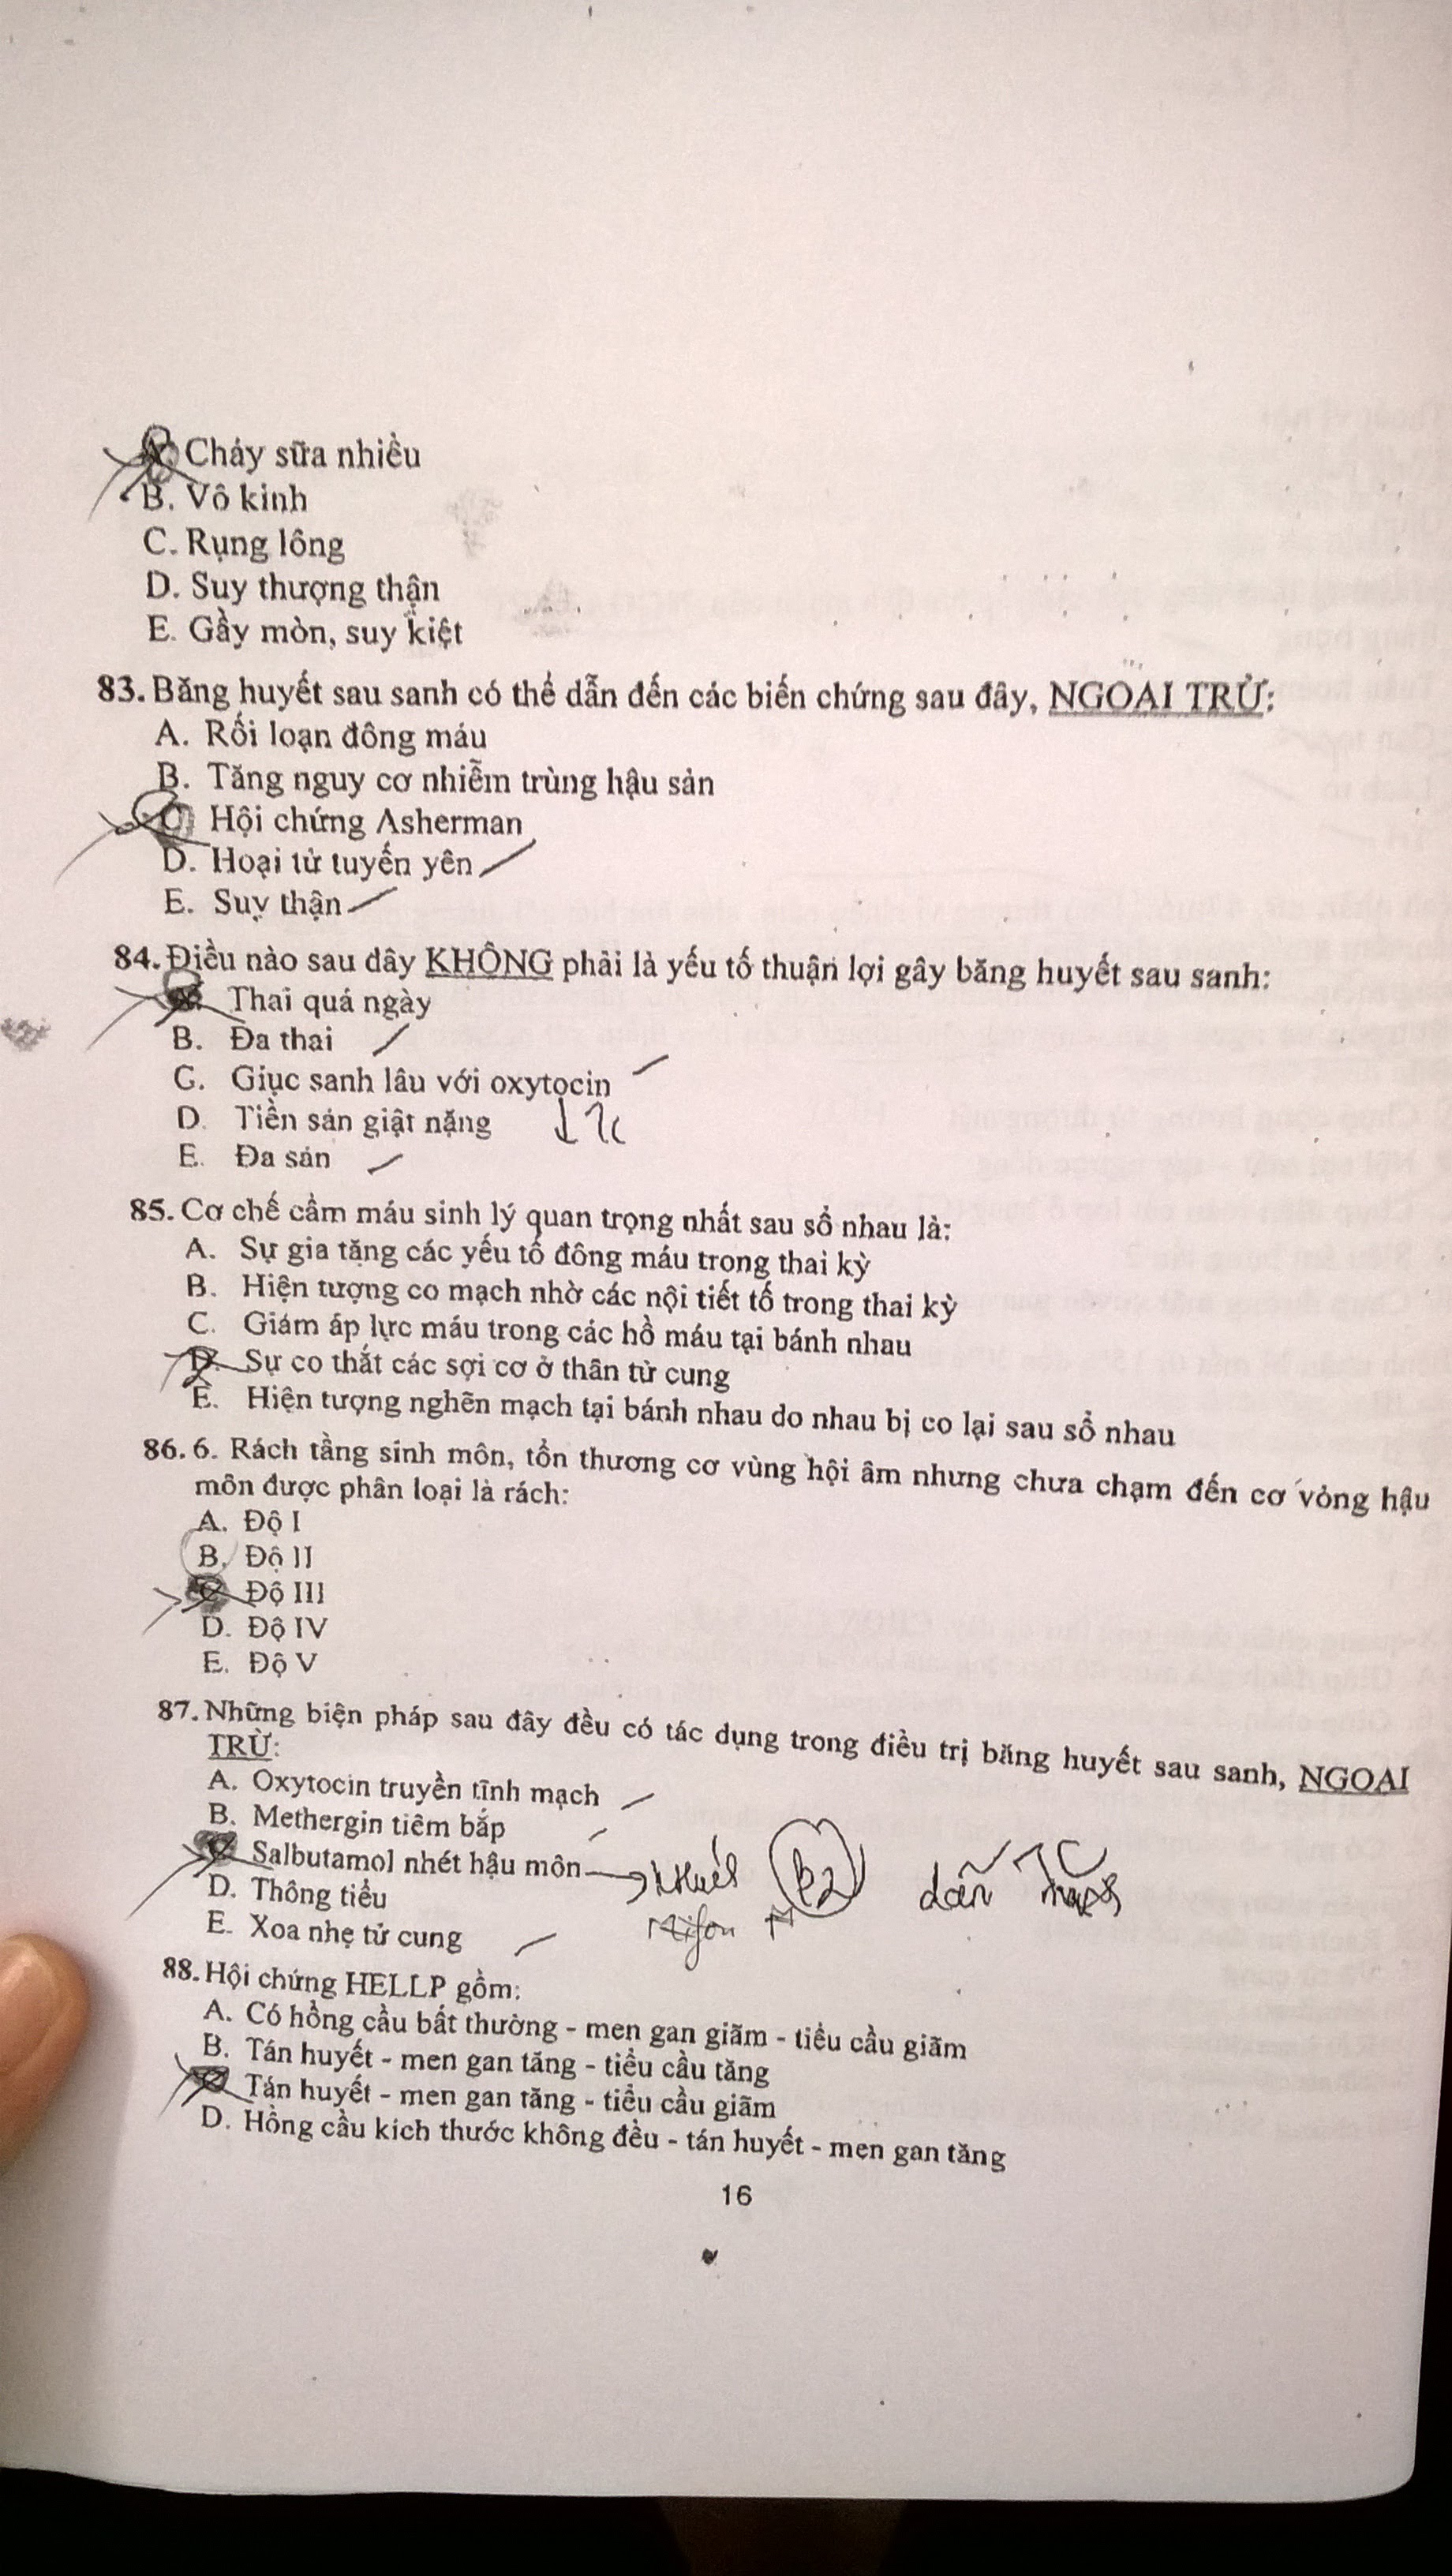 A. Chảy sữa nhiều
B. Vô kinh
C. Rụng lông
D. Suy thượng thận
E. Gầy mòn, suy kiệt
83. Băng huyết sau sanh có thể dẫn đến các biến chứng sau đây, NGOẠI TRỪ:
A. Rối loạn đông máu
B. Tăng nguy cơ nhiễm trùng hậu sản
C. Hội chứng Asherman
D. Hoại tử tuyến yên
E. Suy thận
84. Điều nào sau đây KHÔNG phải là yếu tố thuận lợi gây băng huyết sau sanh:
Thai quá ngày
B. Đa thai
C. Giục sanh lâu với oxytocin
D. Tiền sản giật nặng
E. Đa sản
85. Cơ chế cầm máu sinh lý quan trọng nhất sau sổ nhau là:
A. Sự gia tăng các yếu tố đông máu trong thai kỳ
B. Hiện tượng co mạch nhờ các nội tiết tố trong thai kỳ
C. Giảm áp lực máu trong các hồ máu tại bánh nhau
D. Sự co thắt các sợi cơ ở thân tử cung
E. Hiện tượng nghẽn mạch tại bánh nhau do nhau bị co lại sau sổ nhau
86. 6. Rách tầng sinh môn, tổn thương cơ vùng hội âm nhưng chưa chạm đến cơ vòng hậu
môn được phân loại là rách:
A. Độ I
B. Độ II
Độ III
D. Độ IV
E. Độ V
87. Những biện pháp sau đây đều có tác dụng trong điều trị băng huyết sau sanh, NGOẠI
TRỪ:
A. Oxytocin truyền tĩnh mạch
B. Methergin tiêm bắp
Salbutamol nhét hậu môn
D. Thông tiểu
E. Xoa nhẹ tử cung
88. Hội chứng HELLP gồm:
A. Có hồng cầu bất thường - men gan giãm - tiểu cầu giãm
B. Tán huyết - men gan tăng - tiểu cầu tăng
Tán huyết - men gan tăng - tiểu cầu giãm
D. Hồng cầu kích thước không đều - tán huyết - men gan tăng
16